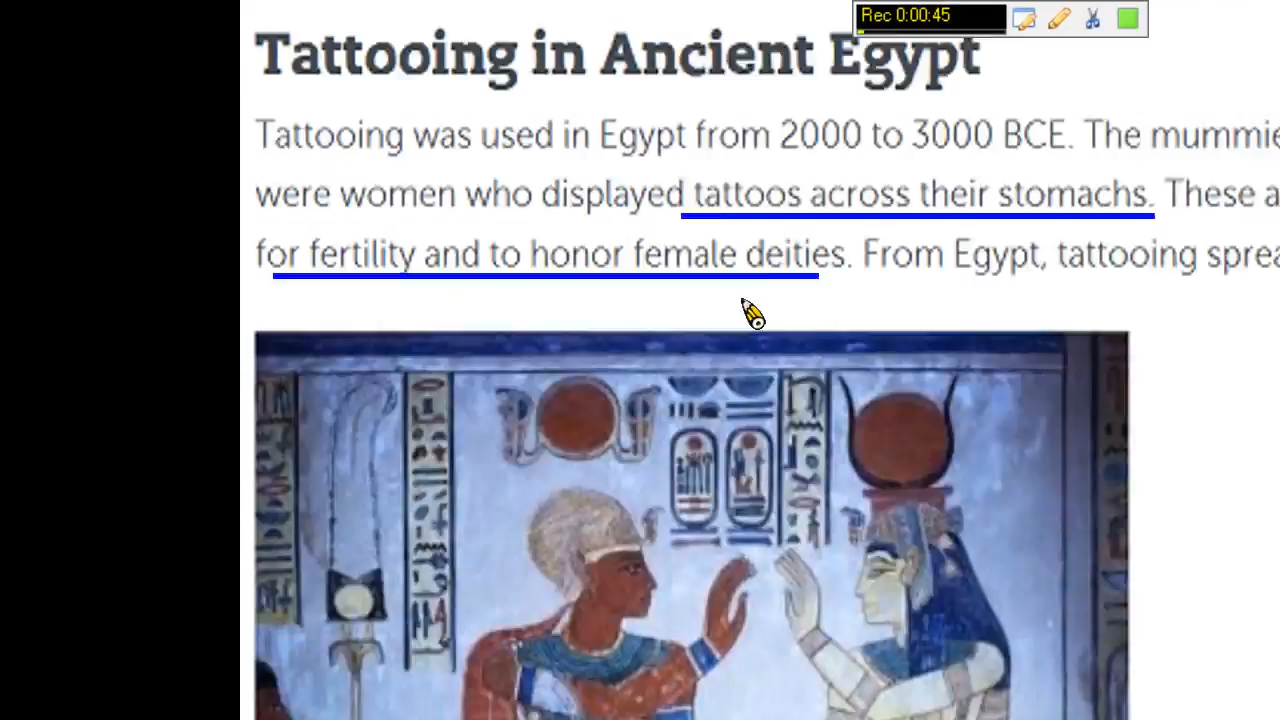 Rec 0:00:45
Tattooing in Ancient Egypt
Tattooing was used in Egypt from 2000 to 3000 BCE. The
were women who displayed tattoos across their stomachs. These
for fertility and to honor female deities. From Egypt, tattooing